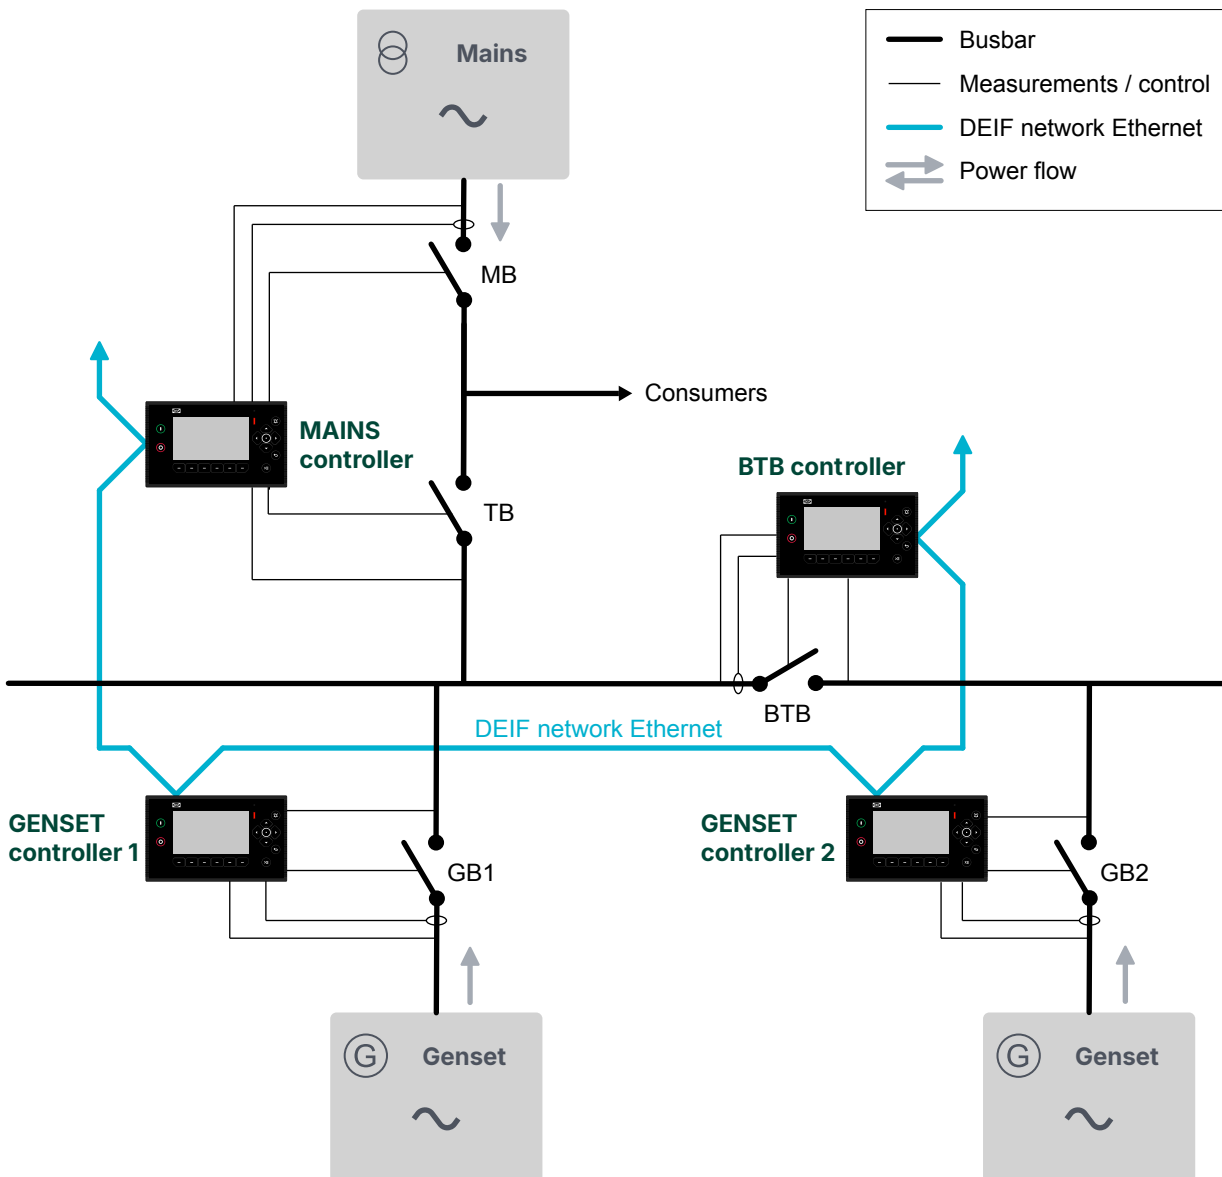 Mains
Busbar
Measurements / control
DEIF network Ethernet
Power flow
MB
Consumers
MAINS
controller
BTB controller
TB
BTB
DEIF network Ethernet
GENSET
controller 1
GB1
GENSET
controller 2
GB2
G
Genset
G
Genset